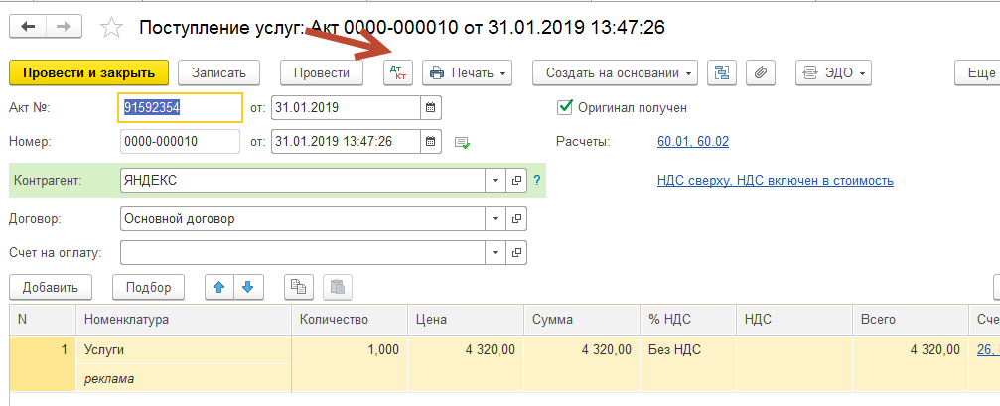 Поступление услуг: Акт 0000-000010 от 31.01.2019 13:47:26
Провести и закрыть Записать Провести Дт Кт Печать Создать на основании ЭДО Еще
Акт №: 91592354 от: 31.01.2019 Оригинал получен
Номер: 0000-000010 от: 31.01.2019 13:47:26 Расчеты: 60.01, 60.02
Контрагент: ЯНДЕКС ? НДС сверху, НДС включен в стоимость
Договор: Основной договор
Счет на оплату:
Добавить Подбор
N Номенклатура Количество Цена Сумма % НДС НДС Всего Сче
1 Услуги 1,000 4 320,00 4 320,00 Без НДС 4 320,00 26,
реклама